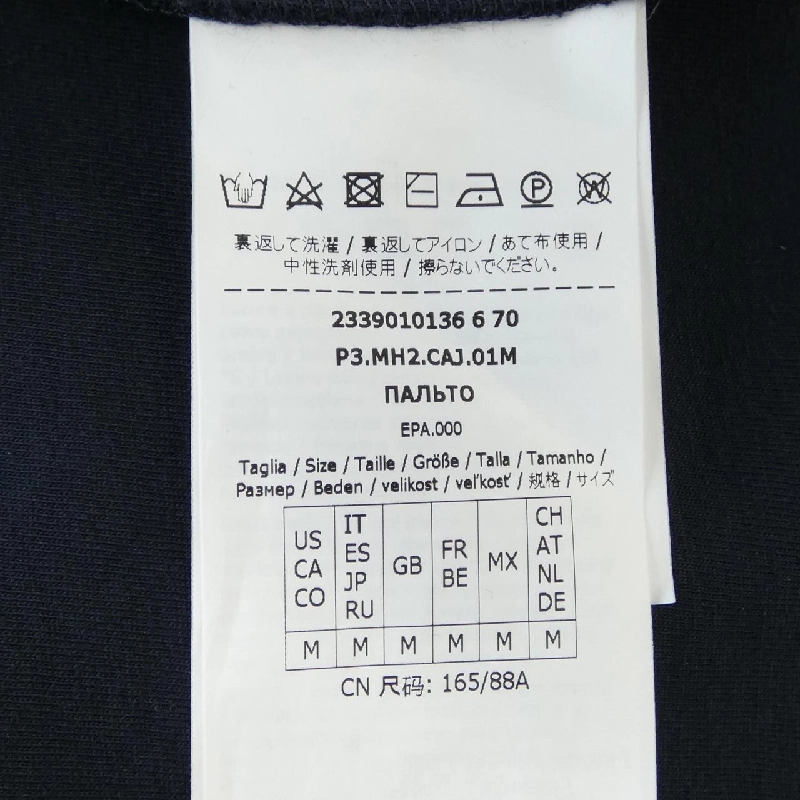 裏返して洗濯 / 裏返してアイロン / あて布使用 /
中性洗剤使用 / 擦らないでください。
2339010136 6 70
P3.MH2.CAJ.01M
ПАЛЬТО
EPA.000
Taglia / Size / Taille / Größe / Talla / Tamanho /
Размер / Beden / velikost / veľkosť / 规格 / サイズ
US CA CO
IT ES JP RU
GB
FR BE
MX
CH AT NL DE
M M M M M M
CN 尺码: 165/88A